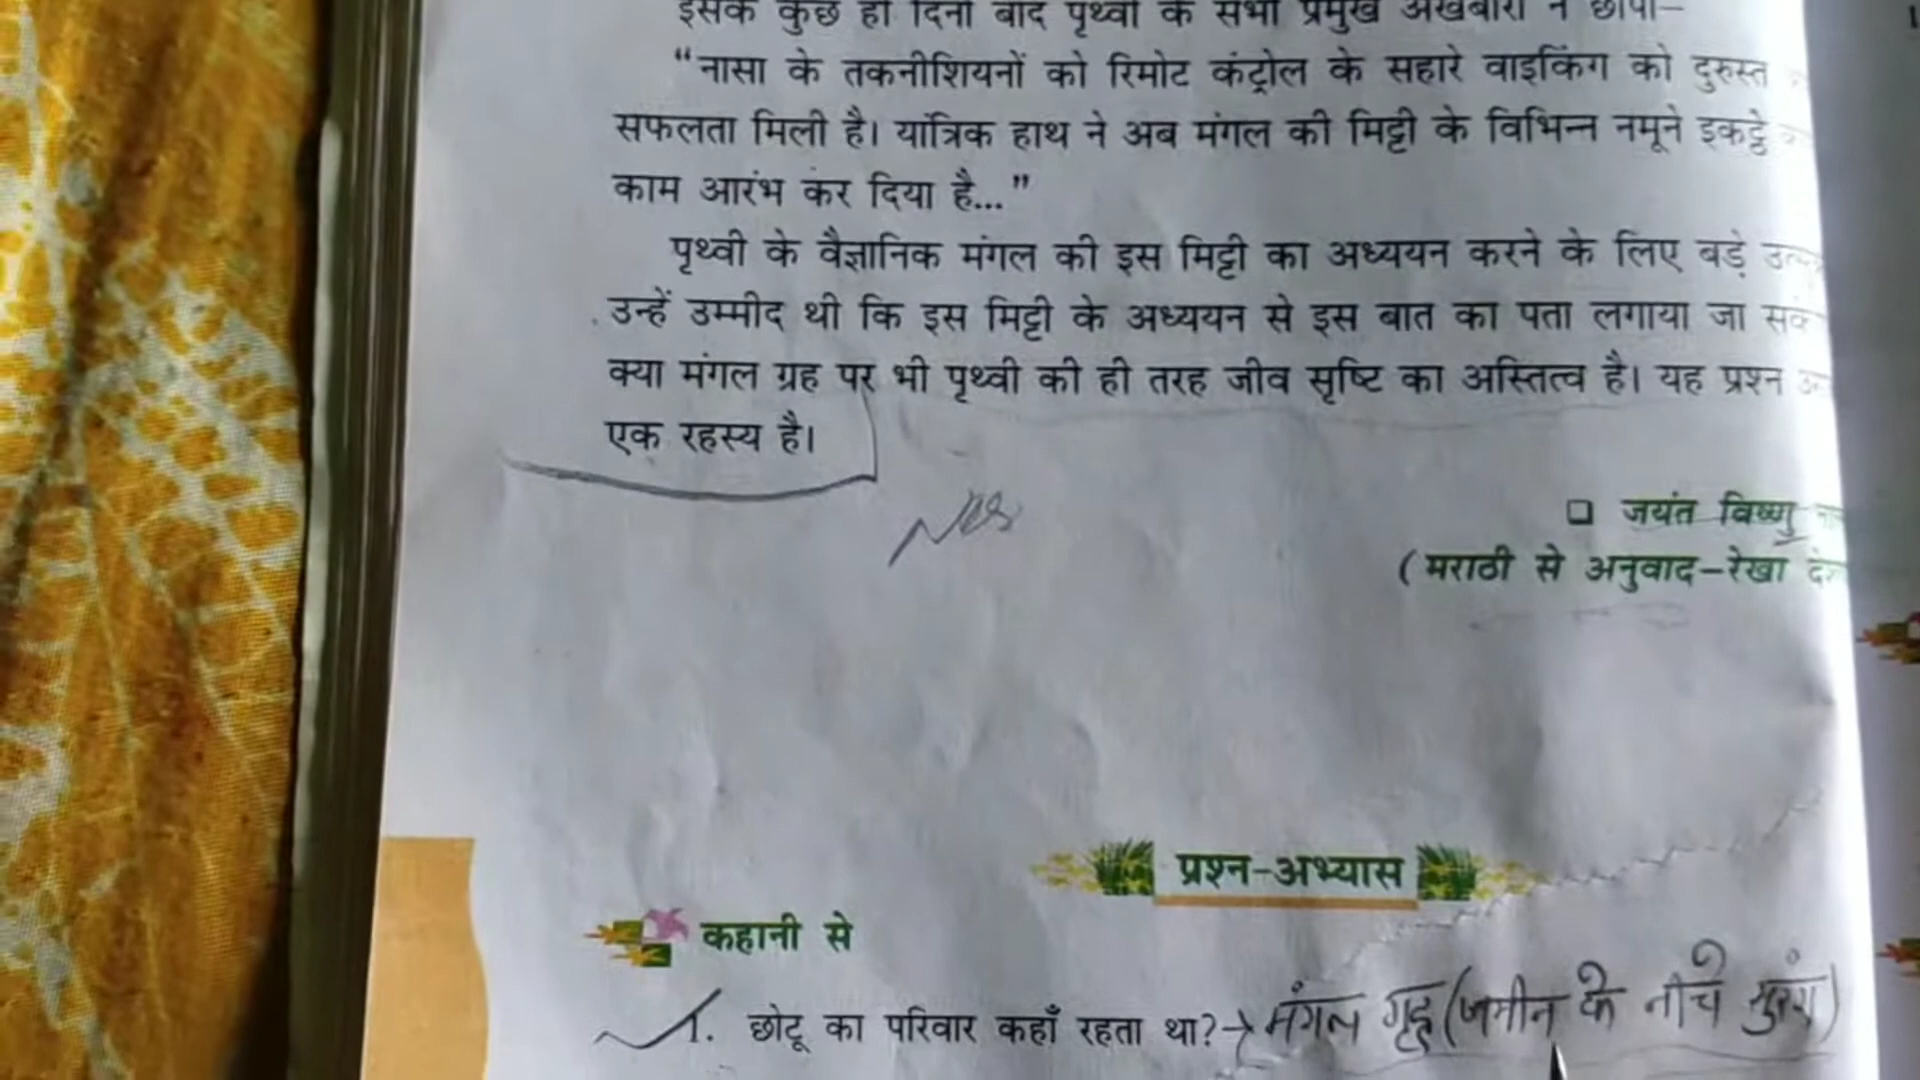 इसके कुछ ही दिनों बाद पृथ्वी के सभी प्रमुख अखबारों ने छापा–
“नासा के तकनीशियनों को रिमोट कंट्रोल के सहारे वाइकिंग को दुरुस्त
सफलता मिली है। यांत्रिक हाथ ने अब मंगल की मिट्टी के विभिन्न नमूने इकट्ठे
काम आरंभ कर दिया है...”
पृथ्वी के वैज्ञानिक मंगल की इस मिट्टी का अध्ययन करने के लिए बड़े
उन्हें उम्मीद थी कि इस मिट्टी के अध्ययन से इस बात का पता लगाया जा
क्या मंगल ग्रह पर भी पृथ्वी की ही तरह जीव सृष्टि का अस्तित्व है। यह प्रश्न
एक रहस्य है।
जयंत विष्णु
(मराठी से अनुवाद–रेखा
प्रश्न-अभ्यास
कहानी से
1. छोटू का परिवार कहाँ रहता था? → मंगल गृह (जमीन के नीचे सुरंग)